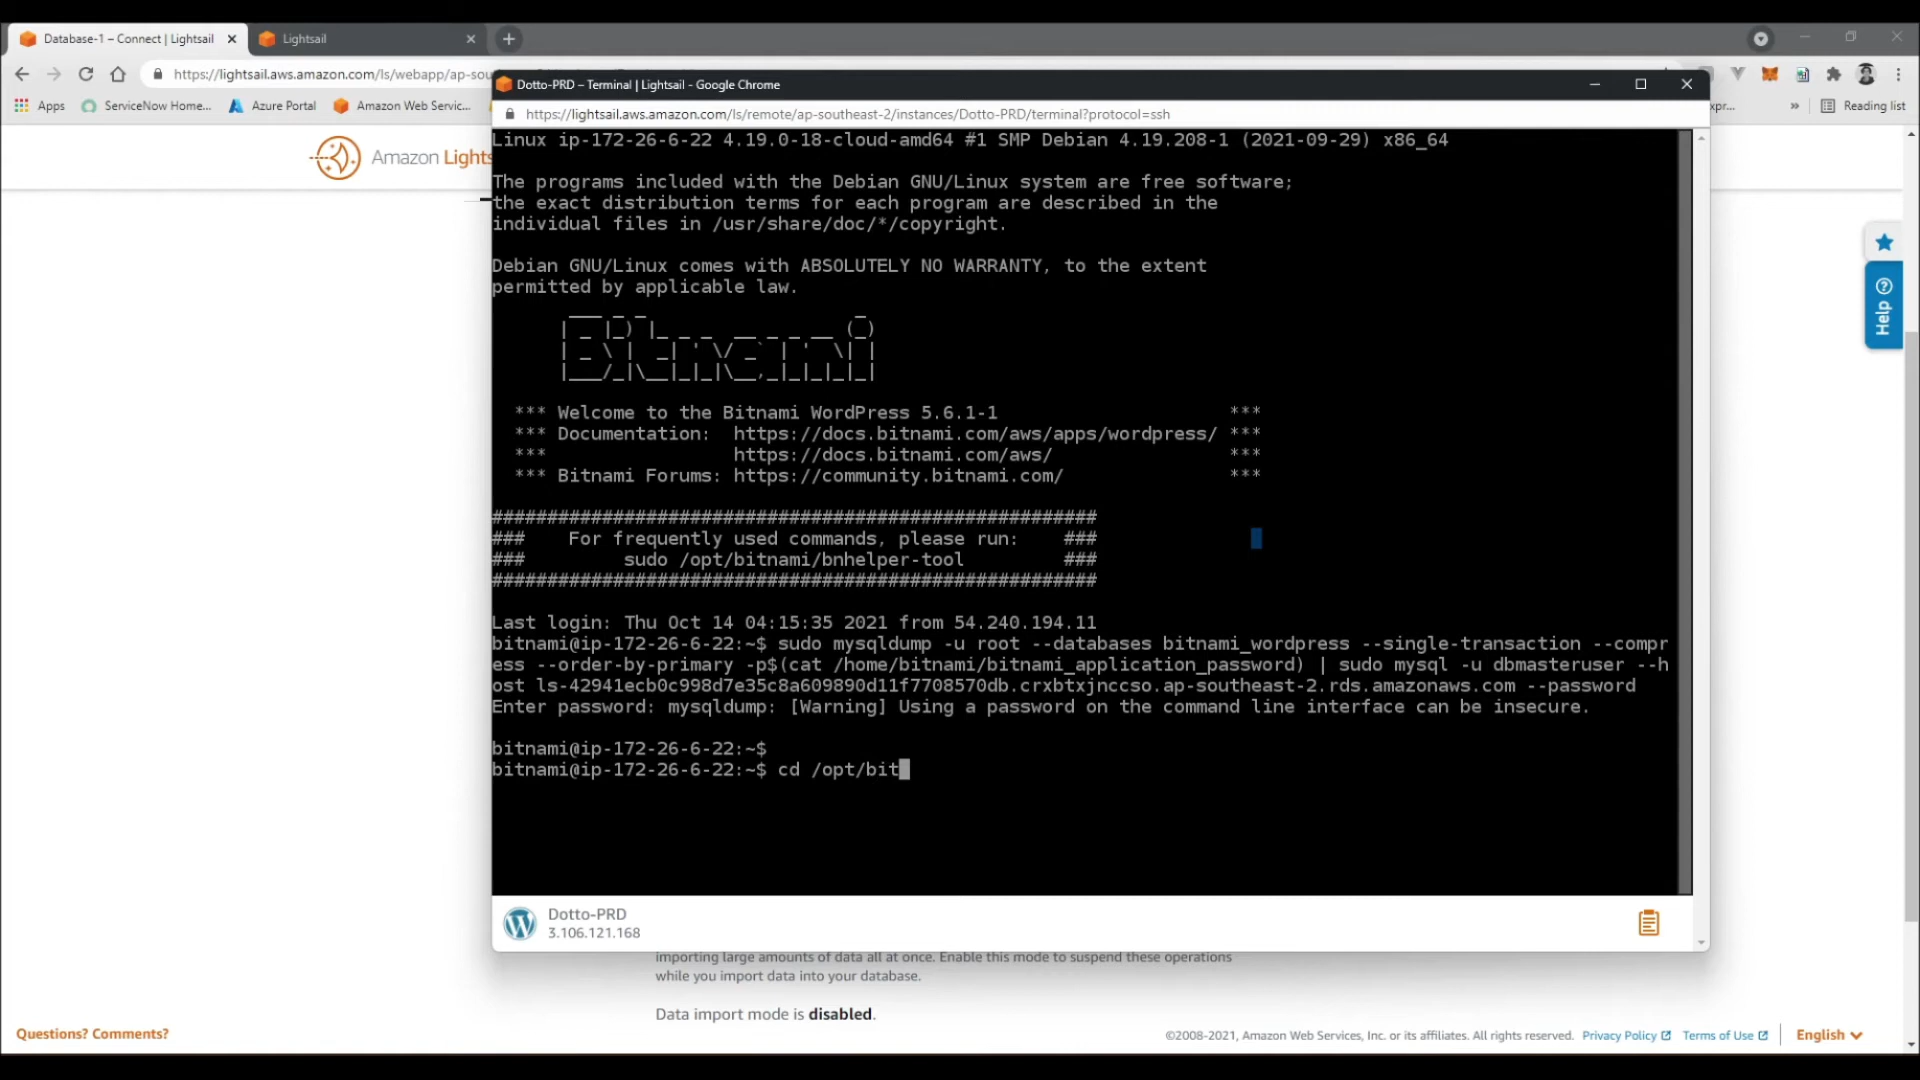 Database-1 – Connect | Lightsail
Lightsail
https://lightsail.aws.amazon.com/ls/webapp/ap-sou
Apps
ServiceNow Home...
Azure Portal
Amazon Web Servic...
xpr...
»
Reading list
Amazon Lights
Dotto-PRD – Terminal | Lightsail - Google Chrome
https://lightsail.aws.amazon.com/ls/remote/ap-southeast-2/instances/Dotto-PRD/terminal?protocol=ssh
Linux ip-172-26-6-22 4.19.0-18-cloud-amd64 #1 SMP Debian 4.19.208-1 (2021-09-29) x86_64
The programs included with the Debian GNU/Linux system are free software;
the exact distribution terms for each program are described in the
individual files in /usr/share/doc/*/copyright.
Debian GNU/Linux comes with ABSOLUTELY NO WARRANTY, to the extent
permitted by applicable law.
Bitnami
*** Welcome to the Bitnami WordPress 5.6.1-1 ***
*** Documentation: https://docs.bitnami.com/aws/apps/wordpress/ ***
*** https://docs.bitnami.com/aws/ ***
*** Bitnami Forums: https://community.bitnami.com/ ***
#######################################################
### For frequently used commands, please run: ###
### sudo /opt/bitnami/bnhelper-tool ###
#######################################################
Last login: Thu Oct 14 04:15:35 2021 from 54.240.194.11
bitnami@ip-172-26-6-22:~$ sudo mysqldump -u root --databases bitnami_wordpress --single-transaction --compr
ess --order-by-primary -p$(cat /home/bitnami/bitnami_application_password) | sudo mysql -u dbmasteruser --h
ost ls-42941ecb0c998d7e35c8a609890d11f7708570db.crxbtxjnccso.ap-southeast-2.rds.amazonaws.com --password
Enter password: mysqldump: [Warning] Using a password on the command line interface can be insecure.
bitnami@ip-172-26-6-22:~$
bitnami@ip-172-26-6-22:~$ cd /opt/bit
Help
Dotto-PRD
3.106.121.168
importing large amounts of data all at once. Enable this mode to suspend these operations
while you import data into your database.
Data import mode is disabled.
Questions? Comments?
©2008-2021, Amazon Web Services, Inc. or its affiliates. All rights reserved. Privacy Policy Terms of Use English